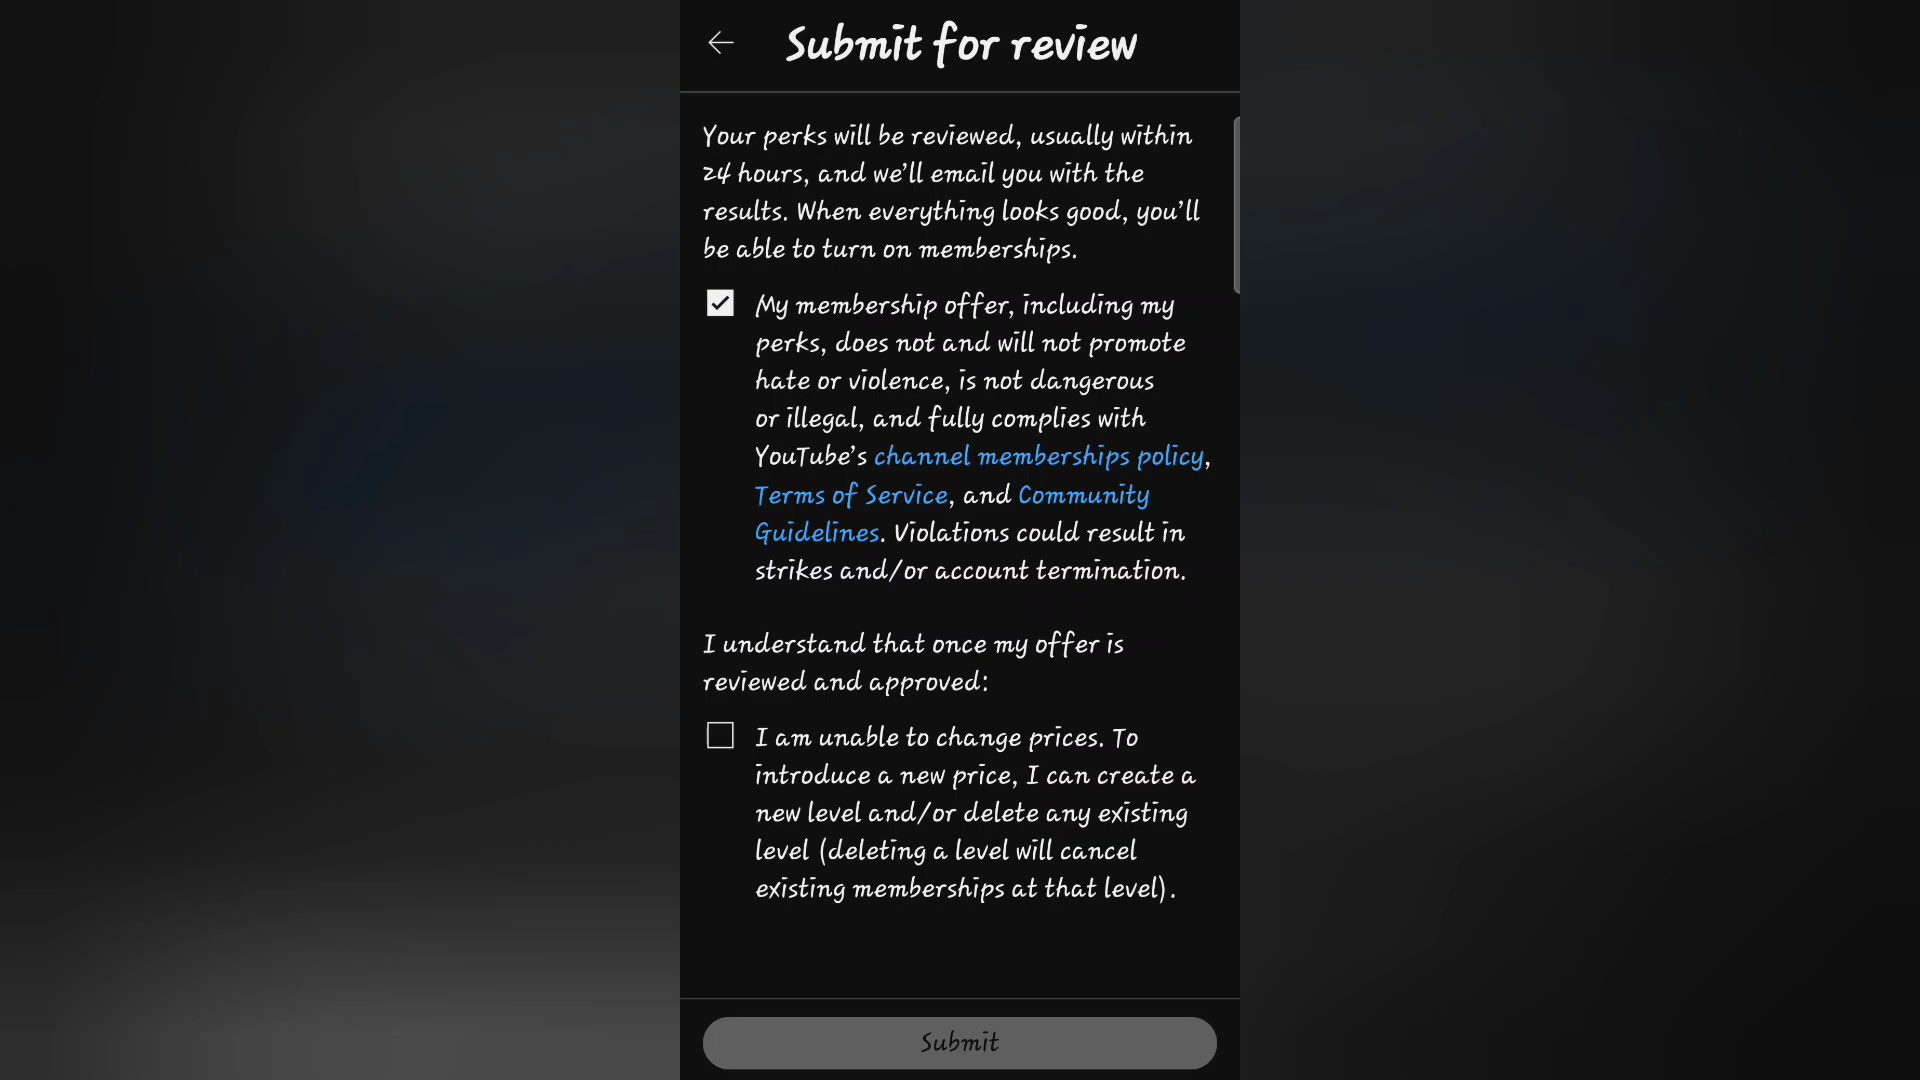 Submit for review
Your perks will be reviewed, usually within
24 hours, and we’ll email you with the
results. When everything looks good, you’ll
be able to turn on memberships.
My membership offer, including my
perks, does not and will not promote
hate or violence, is not dangerous
or illegal, and fully complies with
YouTube’s channel memberships policy,
Terms of Service, and Community
Guidelines. Violations could result in
strikes and/or account termination.
I understand that once my offer is
reviewed and approved:
I am unable to change prices. To
introduce a new price, I can create a
new level and/or delete any existing
level (deleting a level will cancel
existing memberships at that level).
Submit